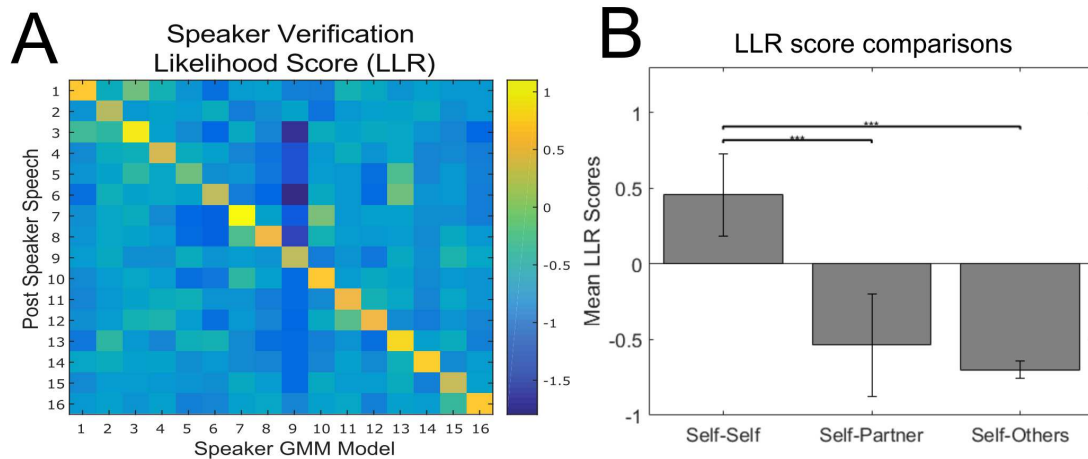 A
Speaker Verification
Likelihood Score (LLR)
Post Speaker Speech
1
2
3
4
5
6
7
8
9
10
11
12
13
14
15
16
1 2 3 4 5 6 7 8 9 10 11 12 13 14 15 16
Speaker GMM Model
1
0.5
0
-0.5
-1
-1.5
B
LLR score comparisons
Mean LLR Scores
1
0.5
0
-0.5
-1
***
***
Self-Self Self-Partner Self-Others